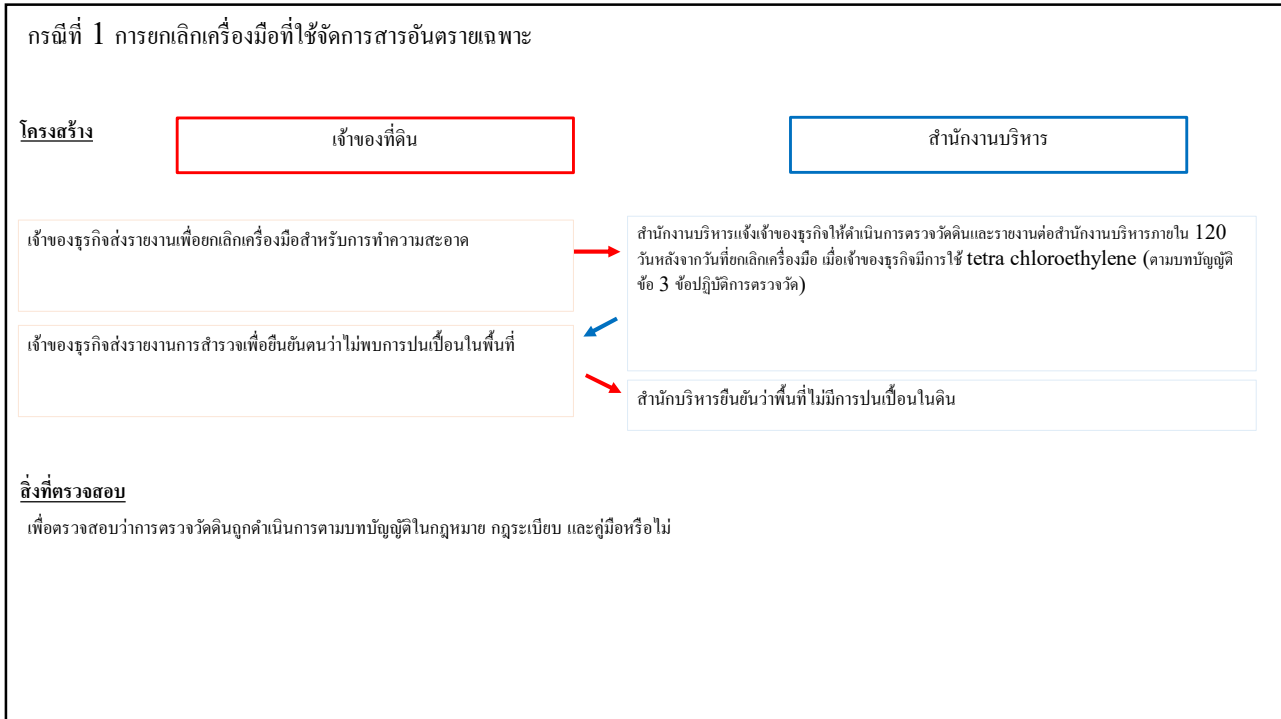 กรณีที่ 1 การยกเลิกเครื่องมือที่ใช้จัดการสารอันตรายเฉพาะ
โครงสร้าง
เจ้าของที่ดิน
สำนักงานบริหาร
เจ้าของธุรกิจส่งรายงานเพื่อยกเลิกเครื่องมือสำหรับการทำความสะอาด
สำนักงานบริหารแจ้งเจ้าของธุรกิจให้ดำเนินการตรวจวัดดินและรายงานต่อสำนักงานบริหารภายใน 120
วันหลังจากวันที่ยกเลิกเครื่องมือ เมื่อเจ้าของธุรกิจมีการใช้ tetra chloroethylene (ตามบทบัญญัติ
ข้อ 3 ข้อปฏิบัติการตรวจวัด)
เจ้าของธุรกิจส่งรายงานการสำรวจเพื่อยืนยันตนว่าไม่พบการปนเปื้อนในพื้นที่
สำนักบริหารยืนยันว่าพื้นที่ไม่มีการปนเปื้อนในดิน
สิ่งที่ตรวจสอบ
เพื่อตรวจสอบว่าการตรวจวัดดินถูกดำเนินการตามบทบัญญัติในกฎหมาย กฎระเบียบ และคู่มือหรือไม่